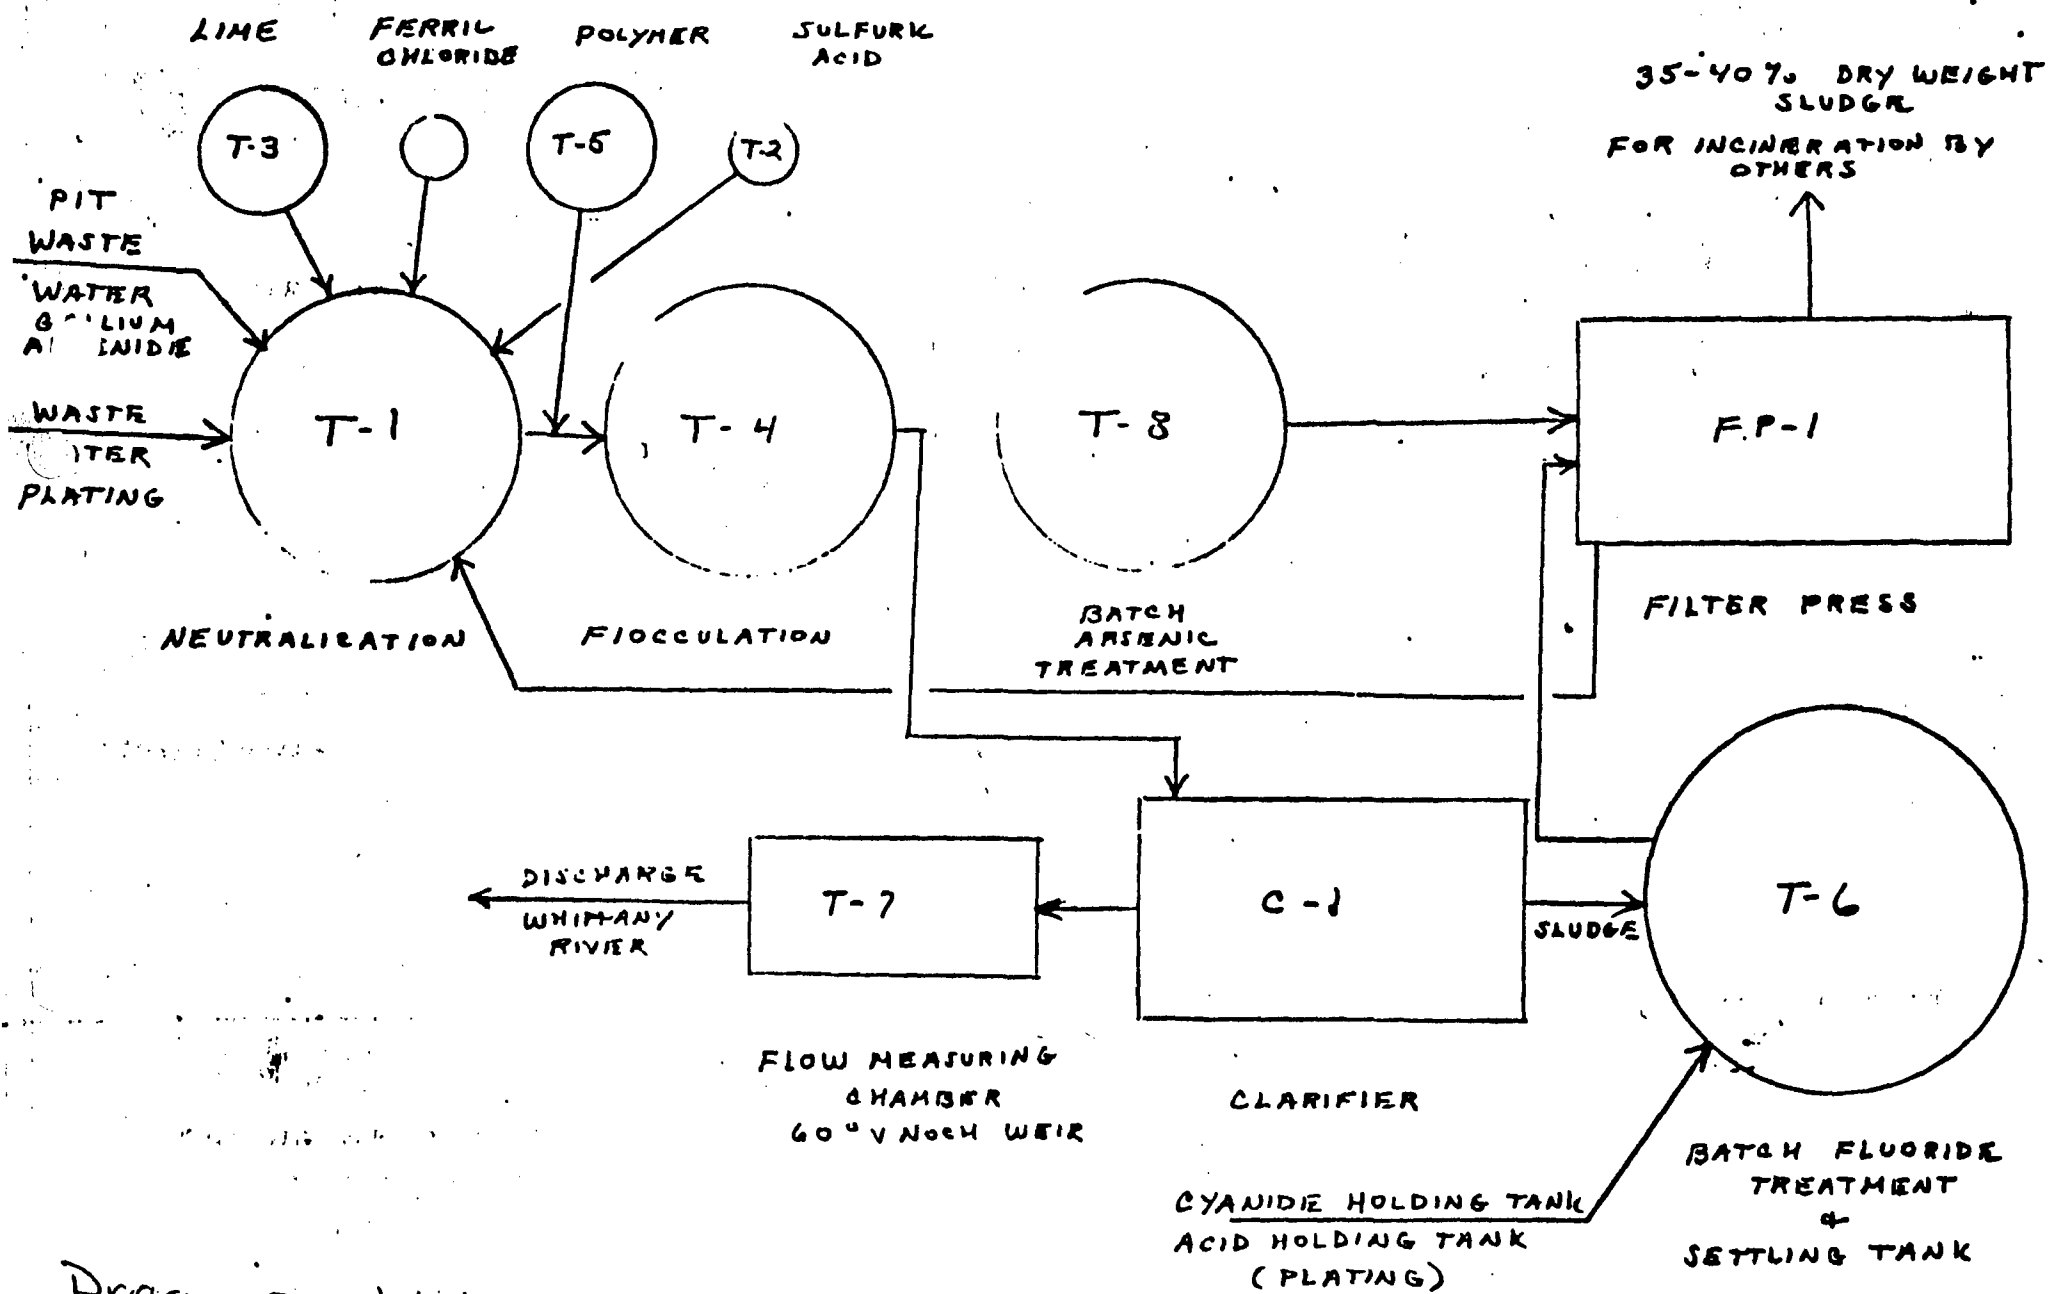 LIME
FERRIC
CHLORIDE
POLYMER
SULFURIC
ACID
35-40% DRY WEIGHT
SLUDGE
FOR INCINERATION BY
OTHERS
T-3
T-5
T-2
PIT
WASTE
WATER
WASTE
PLATING
T-1
T-4
T-8
F.P-1
NEUTRALIZATION
FLOCCULATION
BATCH
ARSENIC
TREATMENT
FILTER PRESS
DISCHARGE
WHIPPANY
RIVER
T-7
C-1
SLUDGE
T-6
FLOW MEASURING
CHAMBER
60° V NOCH WEIR
CLARIFIER
BATCH FLUORIDE
TREATMENT
&
SETTLING TANK
CYANIDE HOLDING TANK
ACID HOLDING TANK
(PLATING)